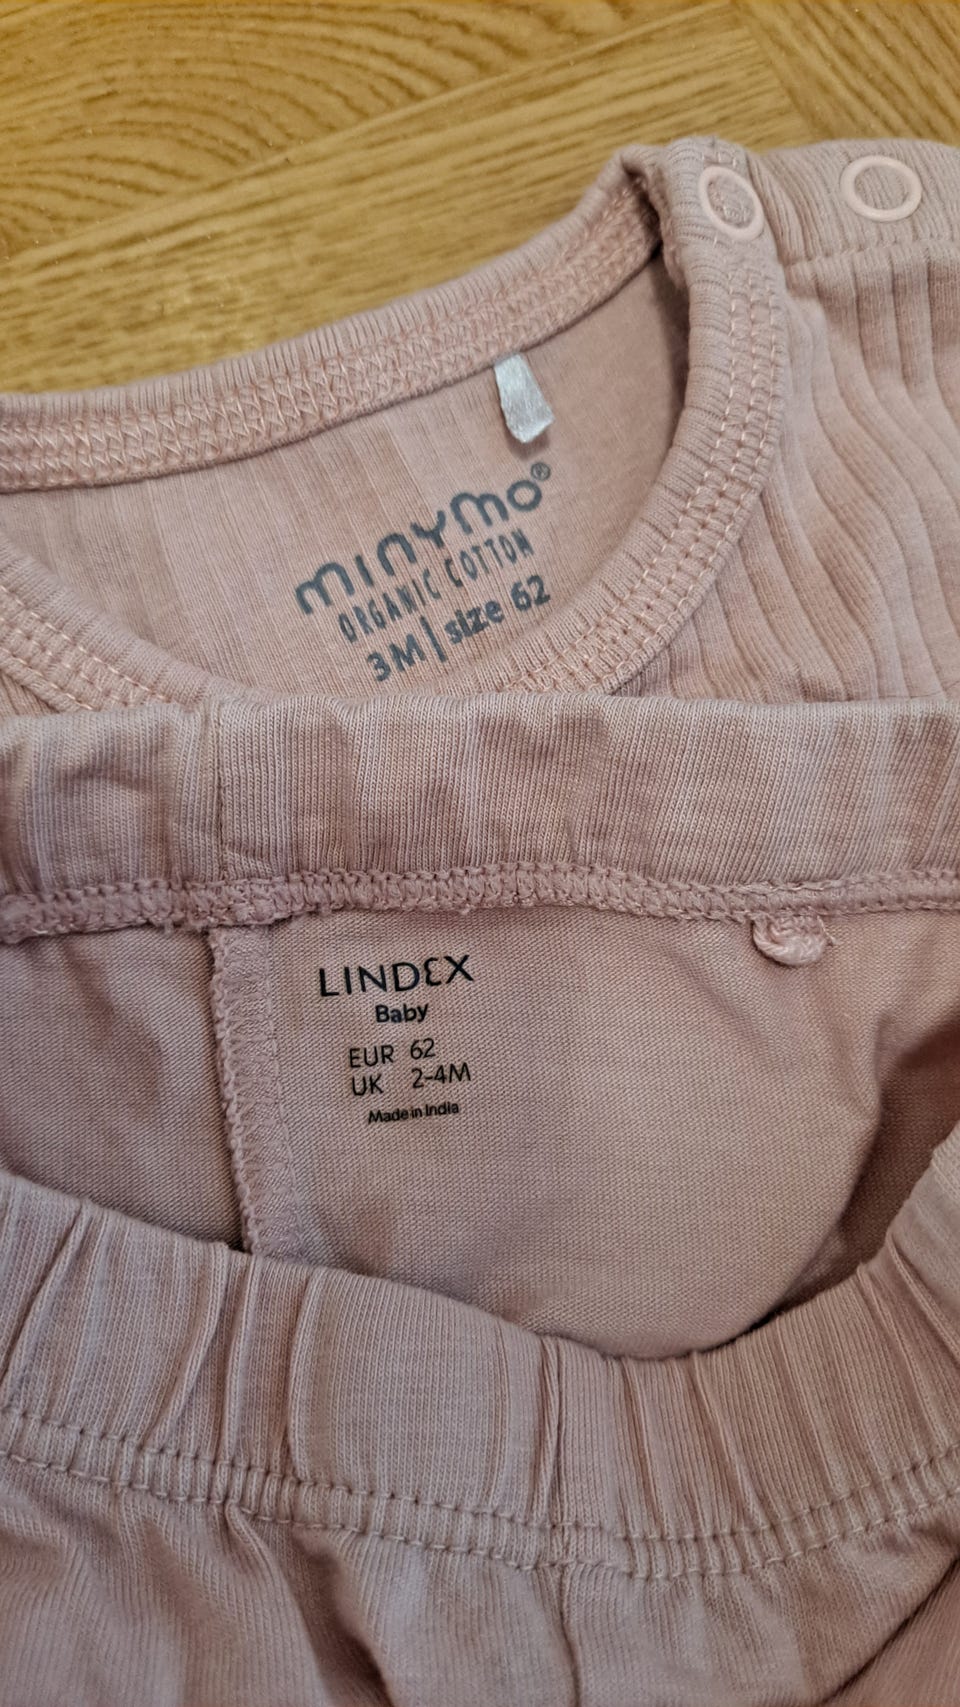 minymo®
ORGANIC COTTON
3M | size 62
LINDEX
Baby
EUR 62
UK 2-4M
Made in India